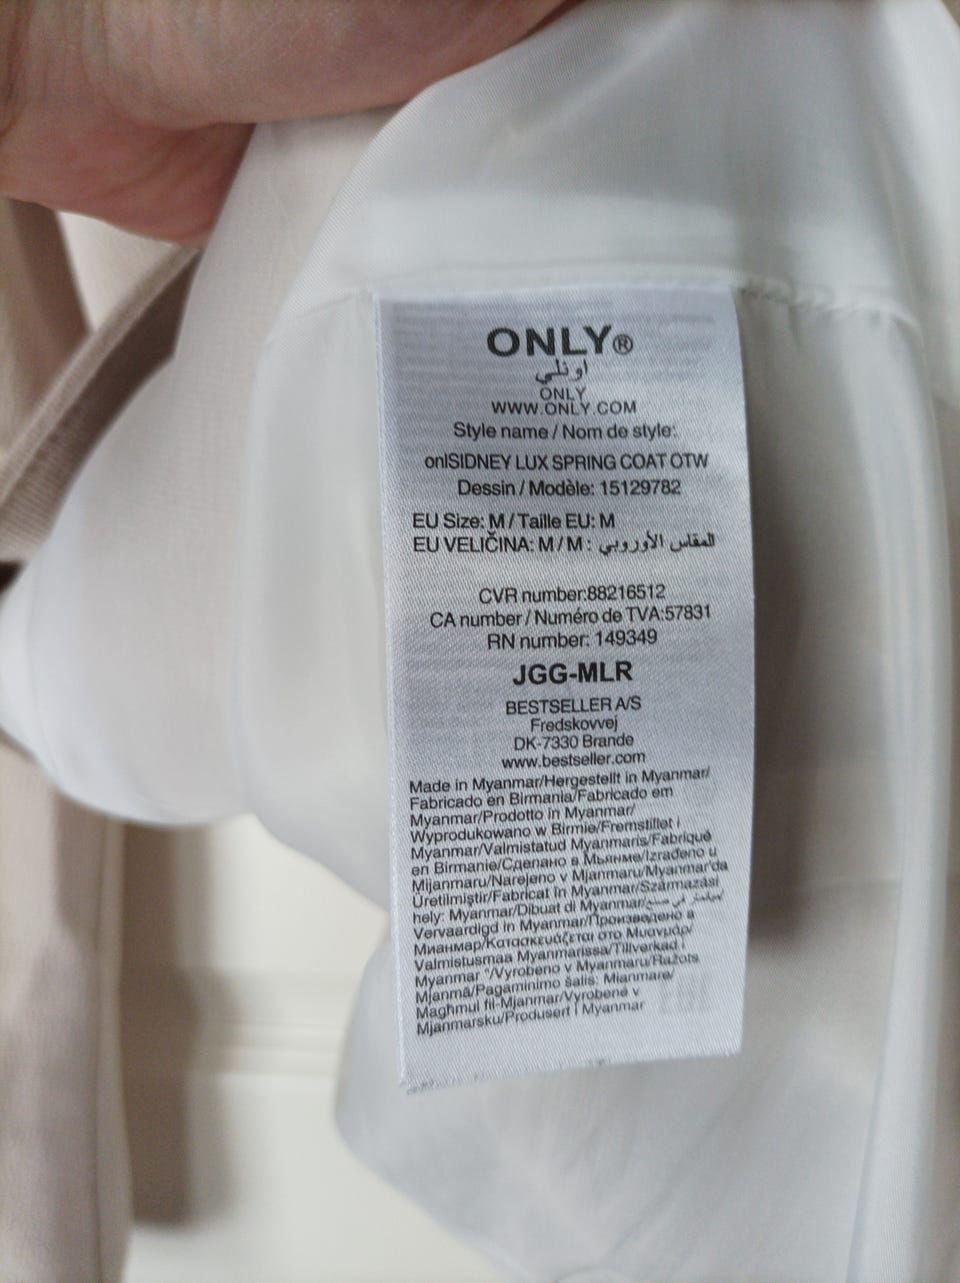 ONLY®
اونلي
ONLY
WWW.ONLY.COM
Style name / Nom de style:
onlSIDNEY LUX SPRING COAT OTW
Dessin / Modèle: 15129782
EU Size: M / Taille EU: M
EU VELIČINA: M / M : المقاس الأوروبي
CVR number:88216512
CA number / Numéro de TVA:57831
RN number: 149349
JGG-MLR
BESTSELLER A/S
Fredskovvej
DK-7330 Brande
www.bestseller.com
Made in Myanmar/Hergestellt in Myanmar/
Fabricado en Birmania/Fabricado em
Myanmar/Prodotto in Myanmar/
Wyprodukowano w Birmie/Fremstillet i
Myanmar/Valmistatud Myanmaris/Fabriqué
en Birmanie/Сделано в Мьянме/Izrađeno u
Mijanmaru/Narejeno v Mjanmaru/Myanmar'da
Üretilmiştir/Fabricat în Myanmar/Származási
hely: Myanmar/Dibuat di Myanmar/
Vervaardigd in Myanmar/Произведено в
Мианмар/Κατασκευάζεται στο Μυανμάρ/
Valmistusmaa Myanmarissa/Tillverkad i
Myanmar "/Vyrobeno v Myanmaru/Ražots
Mjanmā/Pagaminimo šalis: Mianmare/
Magħmul fil-Mjanmar/Vyrobené v
Mjanmarsku/Produsert i Myanmar